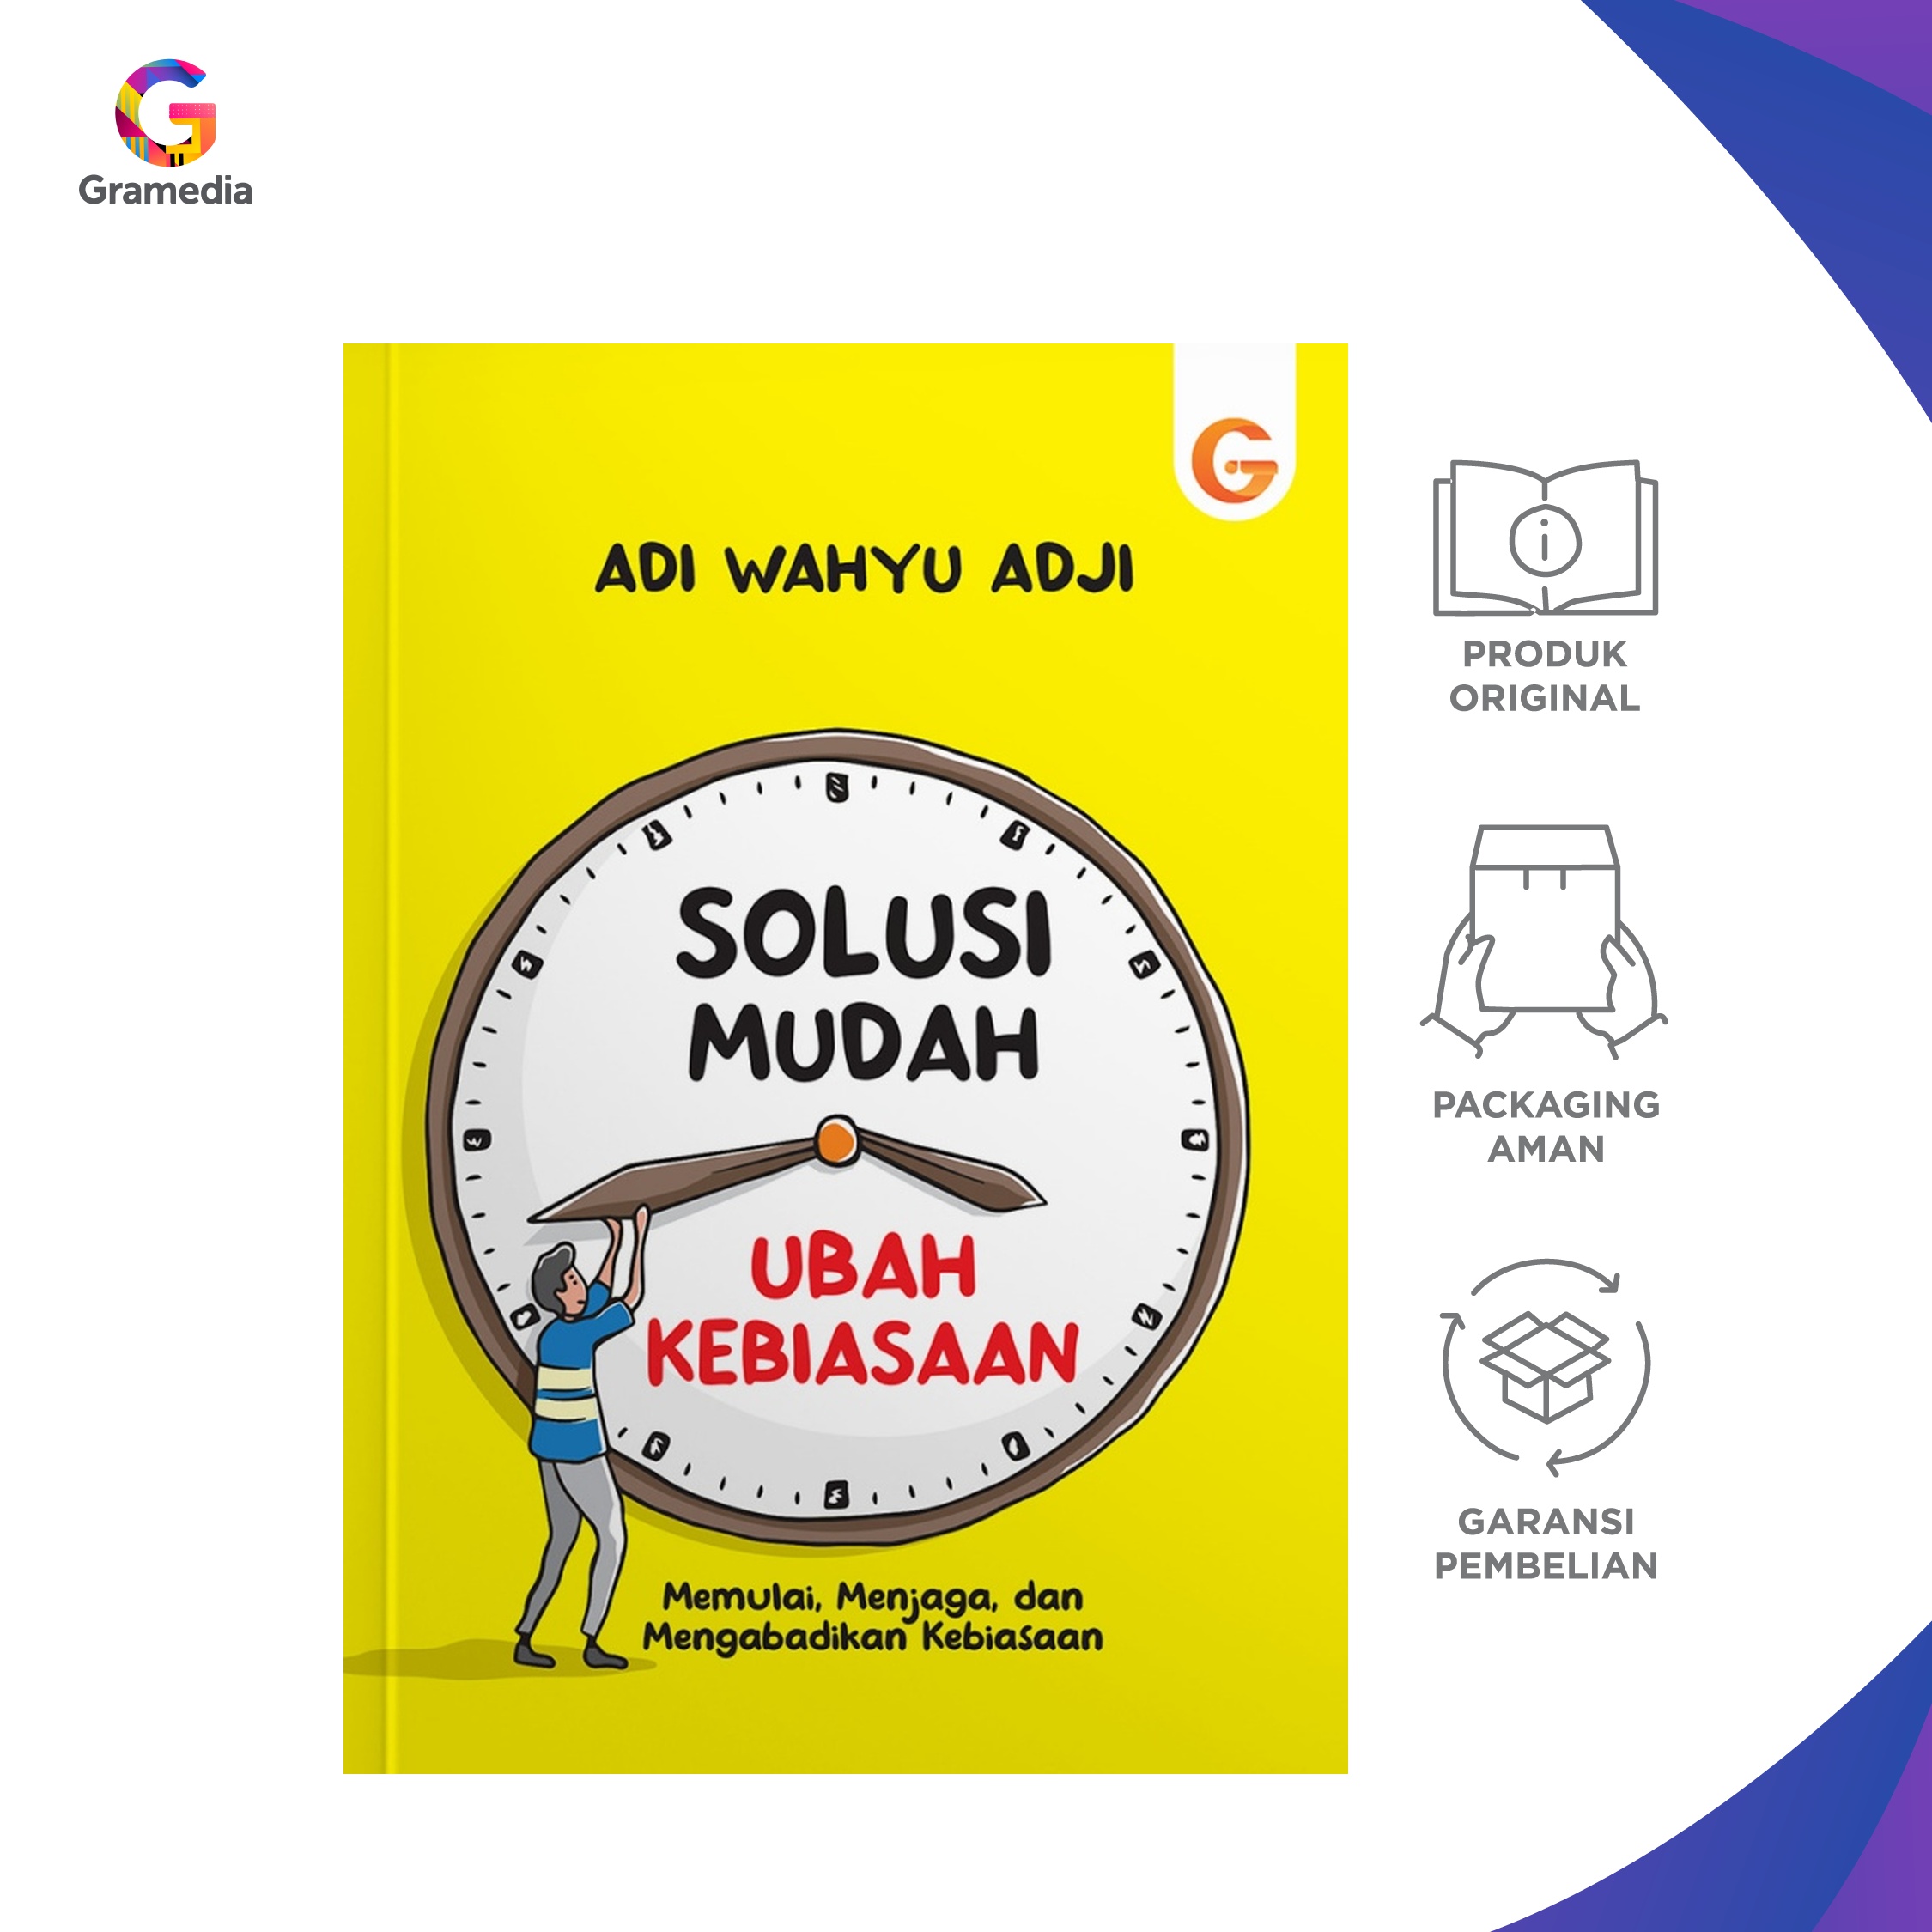 Gramedia
ADI WAHYU ADJI
SOLUSI
MUDAH
UBAH
KEBIASAAN
Memulai, Menjaga, dan
Mengabadikan Kebiasaan
PRODUK
ORIGINAL
PACKAGING
AMAN
GARANSI
PEMBELIAN